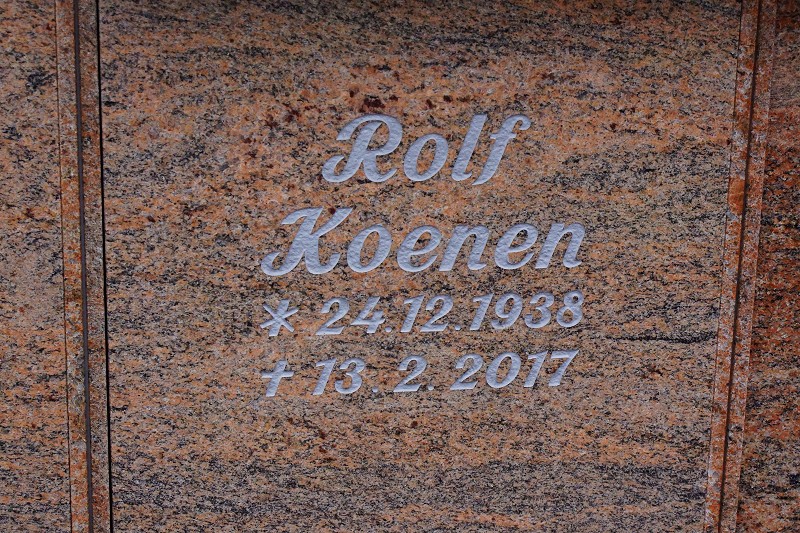 Rolf
Koenen
* 24.12.1938
† 13.2.2017